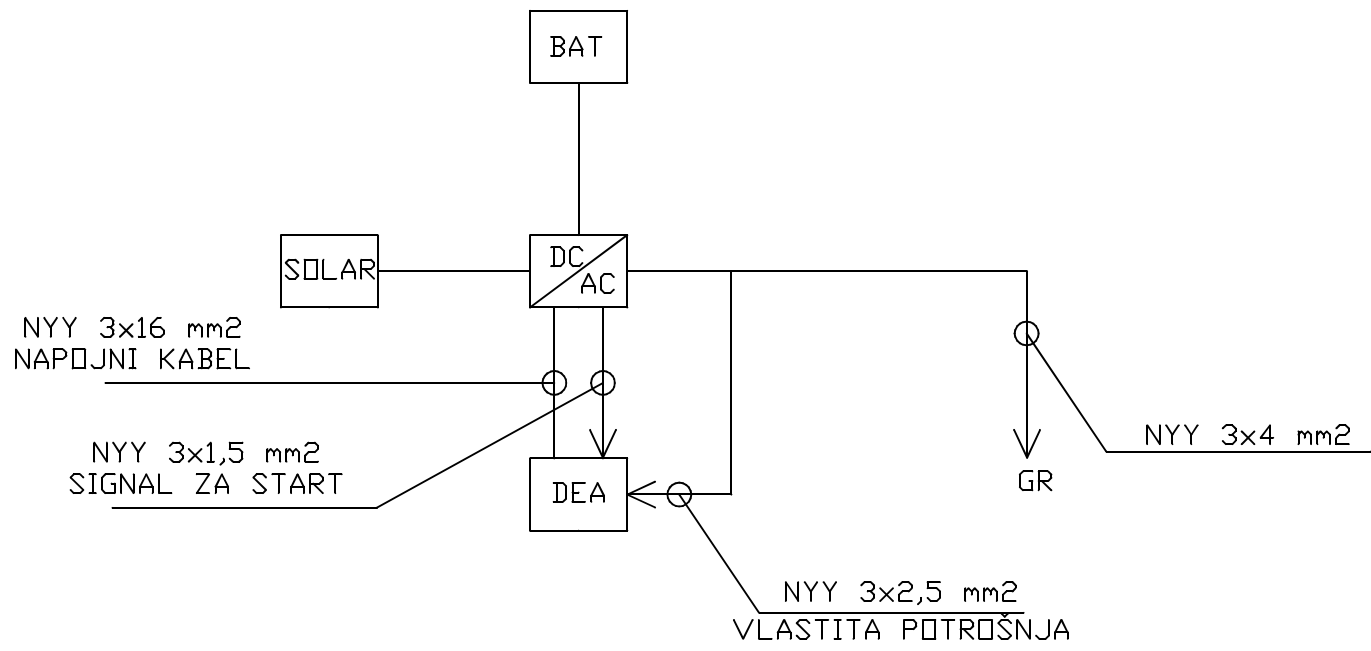 BAT
DC
AC
SOLAR
NYY 3x16 mm2
NAPOJNI KABEL
NYY 3x1,5 mm2
SIGNAL ZA START
DEA
NYY 3x4 mm2
GR
NYY 3x2,5 mm2
VLASTITA POTROŠNJA